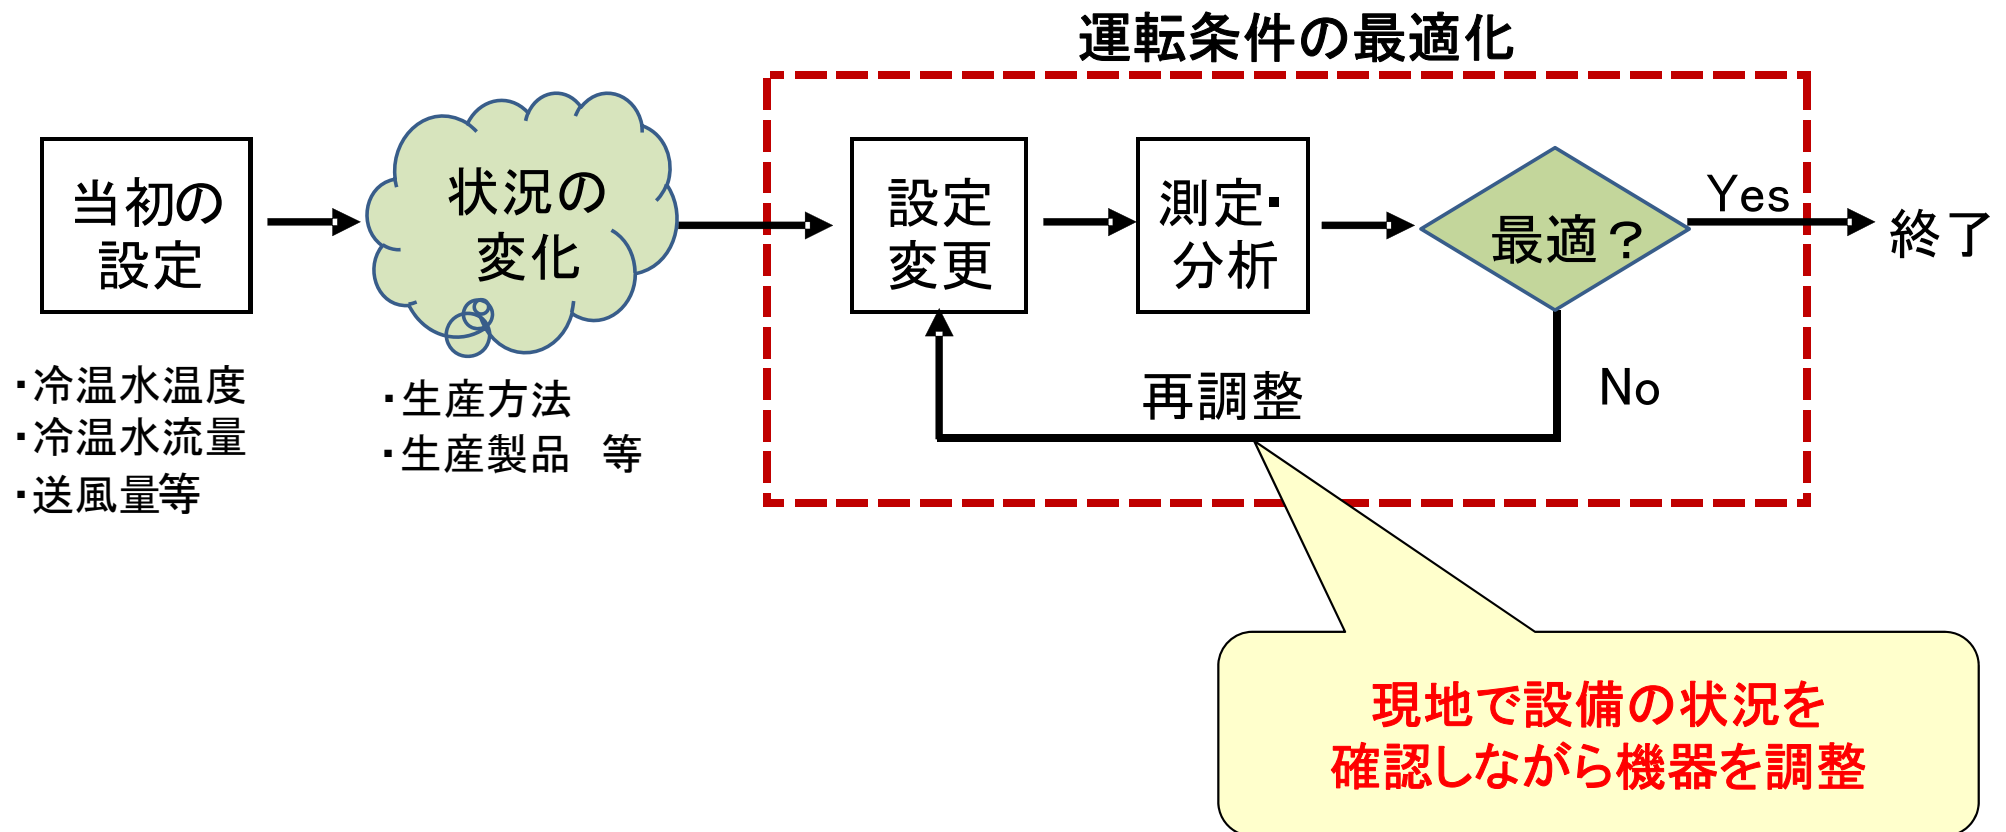 運転条件の最適化
当初の
設定
・冷温水温度
・冷温水流量
・送風量等
状況の
変化
・生産方法
・生産製品　等
設定
変更
測定・
分析
最適？
Yes
終了
No
再調整
現地で設備の状況を
確認しながら機器を調整